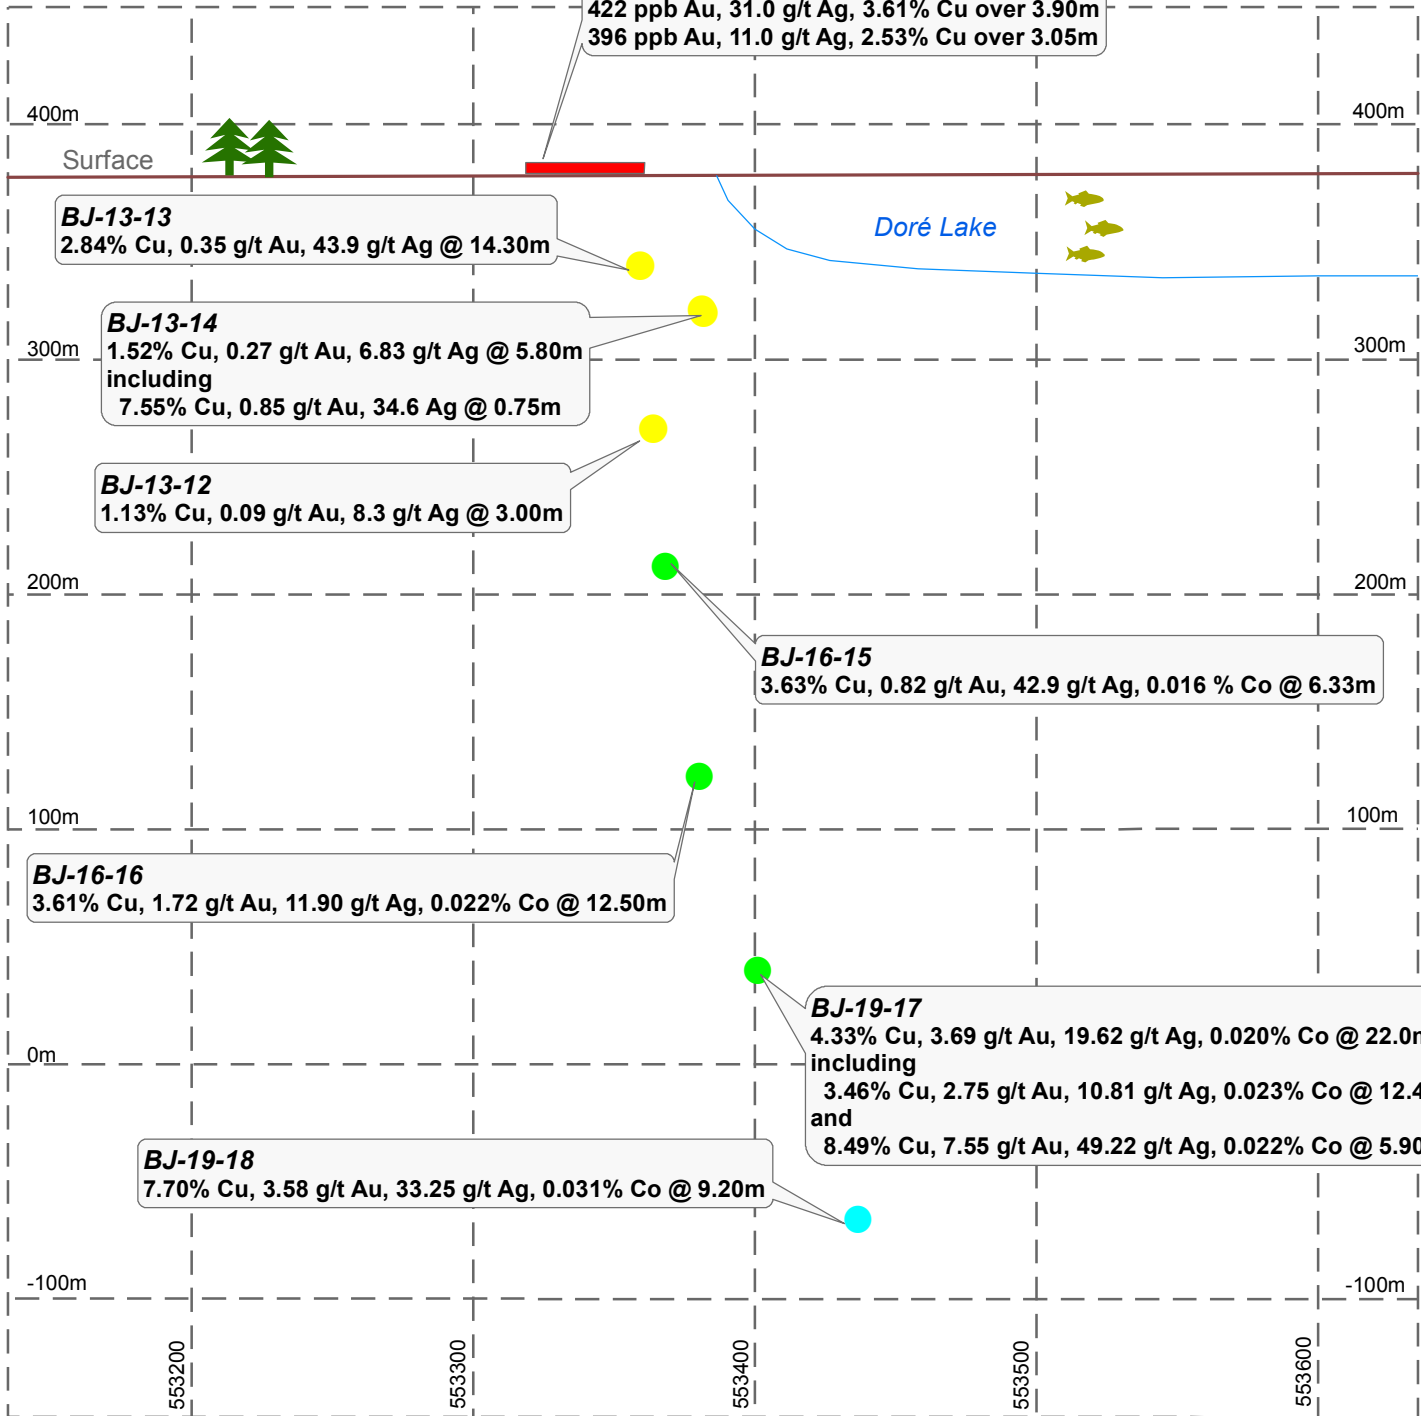 422 ppb Au, 31.0 g/t Ag, 3.61% Cu over 3.90m
396 ppb Au, 11.0 g/t Ag, 2.53% Cu over 3.05m
400m
400m
Surface
BJ-13-13
2.84% Cu, 0.35 g/t Au, 43.9 g/t Ag @ 14.30m
Doré Lake
BJ-13-14
1.52% Cu, 0.27 g/t Au, 6.83 g/t Ag @ 5.80m
including
7.55% Cu, 0.85 g/t Au, 34.6 Ag @ 0.75m
300m
300m
BJ-13-12
1.13% Cu, 0.09 g/t Au, 8.3 g/t Ag @ 3.00m
200m
200m
BJ-16-15
3.63% Cu, 0.82 g/t Au, 42.9 g/t Ag, 0.016 % Co @ 6.33m
100m
100m
BJ-16-16
3.61% Cu, 1.72 g/t Au, 11.90 g/t Ag, 0.022% Co @ 12.50m
BJ-19-17
4.33% Cu, 3.69 g/t Au, 19.62 g/t Ag, 0.020% Co @ 22.0m
including
3.46% Cu, 2.75 g/t Au, 10.81 g/t Ag, 0.023% Co @ 12.4
and
8.49% Cu, 7.55 g/t Au, 49.22 g/t Ag, 0.022% Co @ 5.90
0m
BJ-19-18
7.70% Cu, 3.58 g/t Au, 33.25 g/t Ag, 0.031% Co @ 9.20m
-100m
-100m
553200
553300
553400
553500
553600